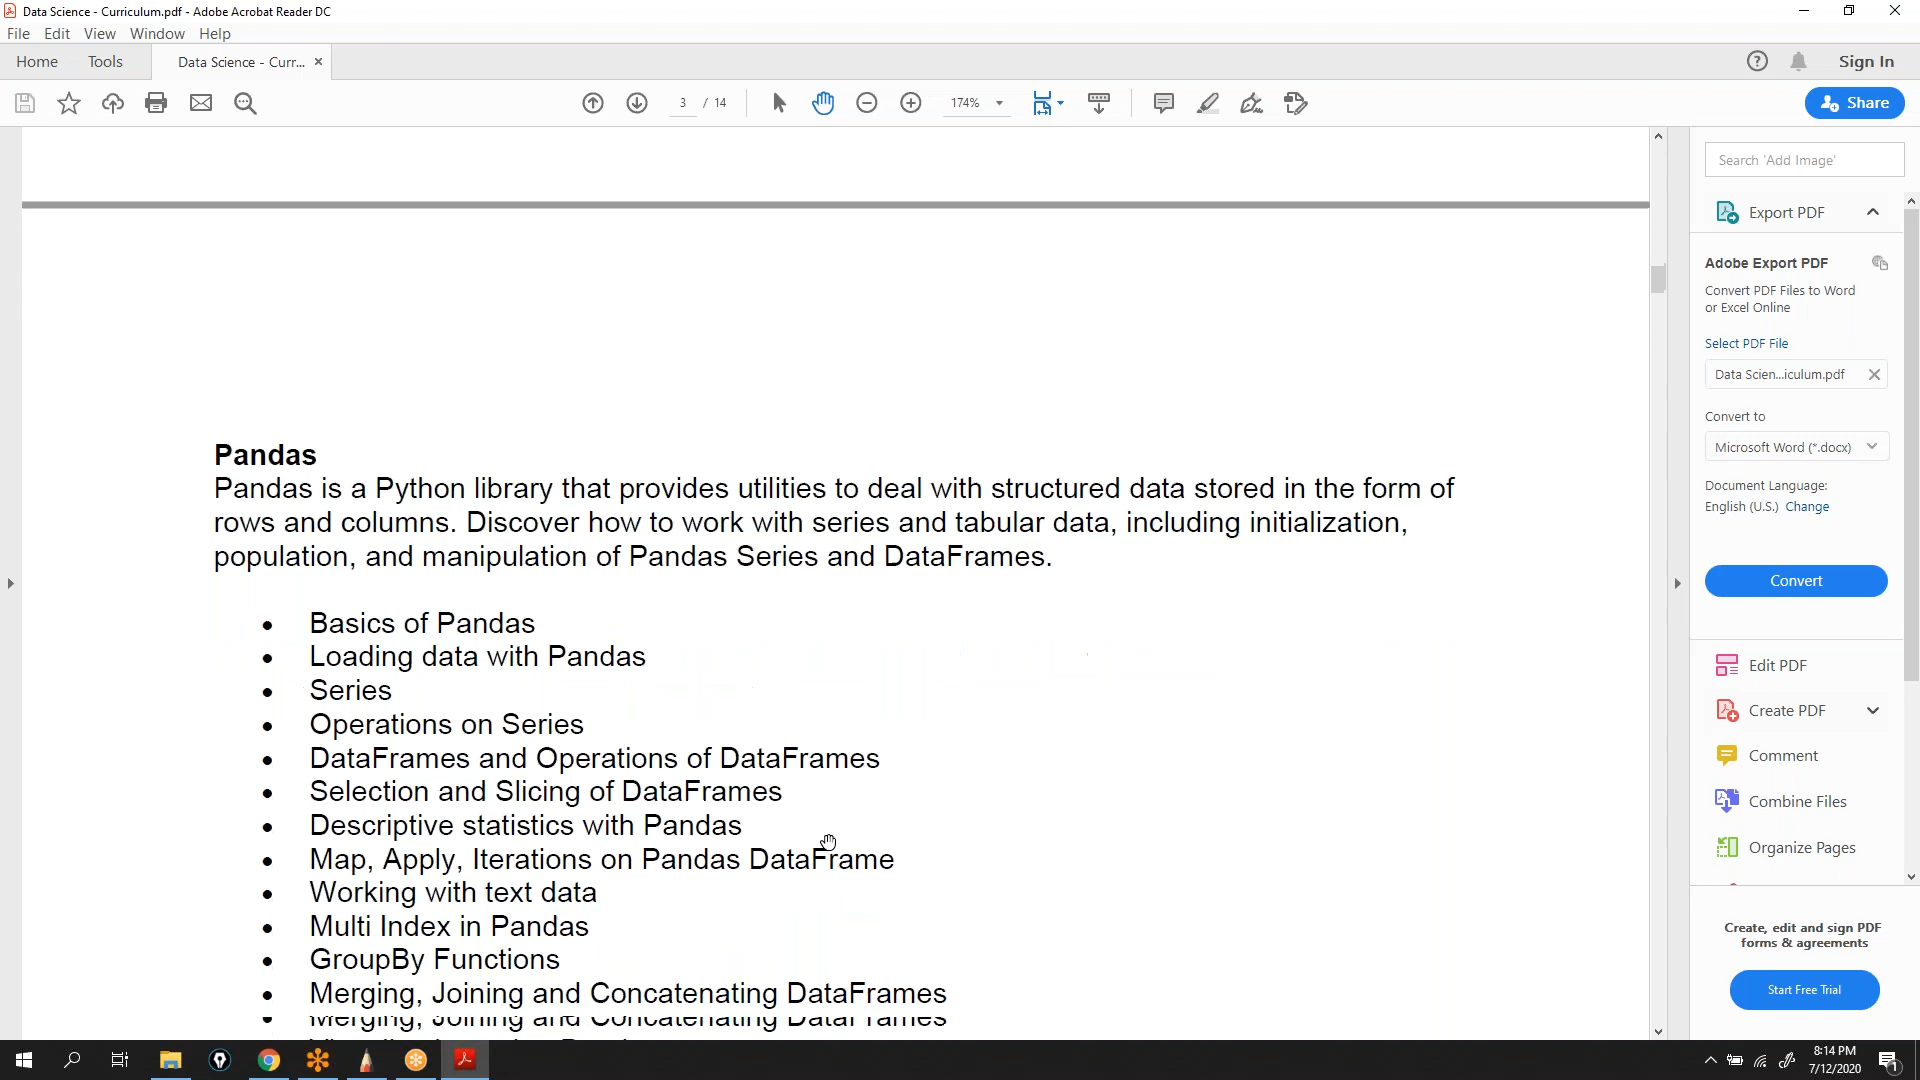 Data Science - Curriculum.pdf - Adobe Acrobat Reader DC
File Edit View Window Help
Home Tools Data Science - Curr... ×
Sign In
3 / 14
174%
Share
Search 'Add Image'
Export PDF
Adobe Export PDF
Convert PDF Files to Word
or Excel Online
Select PDF File
Data Scien...iculum.pdf
Convert to
Microsoft Word (*.docx)
Document Language:
English (U.S.) Change
Convert
Edit PDF
Create PDF
Comment
Combine Files
Organize Pages
Create, edit and sign PDF
forms & agreements
Start Free Trial
Pandas
Pandas is a Python library that provides utilities to deal with structured data stored in the form of
rows and columns. Discover how to work with series and tabular data, including initialization,
population, and manipulation of Pandas Series and DataFrames.
• Basics of Pandas
• Loading data with Pandas
• Series
• Operations on Series
• DataFrames and Operations of DataFrames
• Selection and Slicing of DataFrames
• Descriptive statistics with Pandas
• Map, Apply, Iterations on Pandas DataFrame
• Working with text data
• Multi Index in Pandas
• GroupBy Functions
• Merging, Joining and Concatenating DataFrames
• Merging, Joining and Concatenating DataFrames
8:14 PM
7/12/2020
1